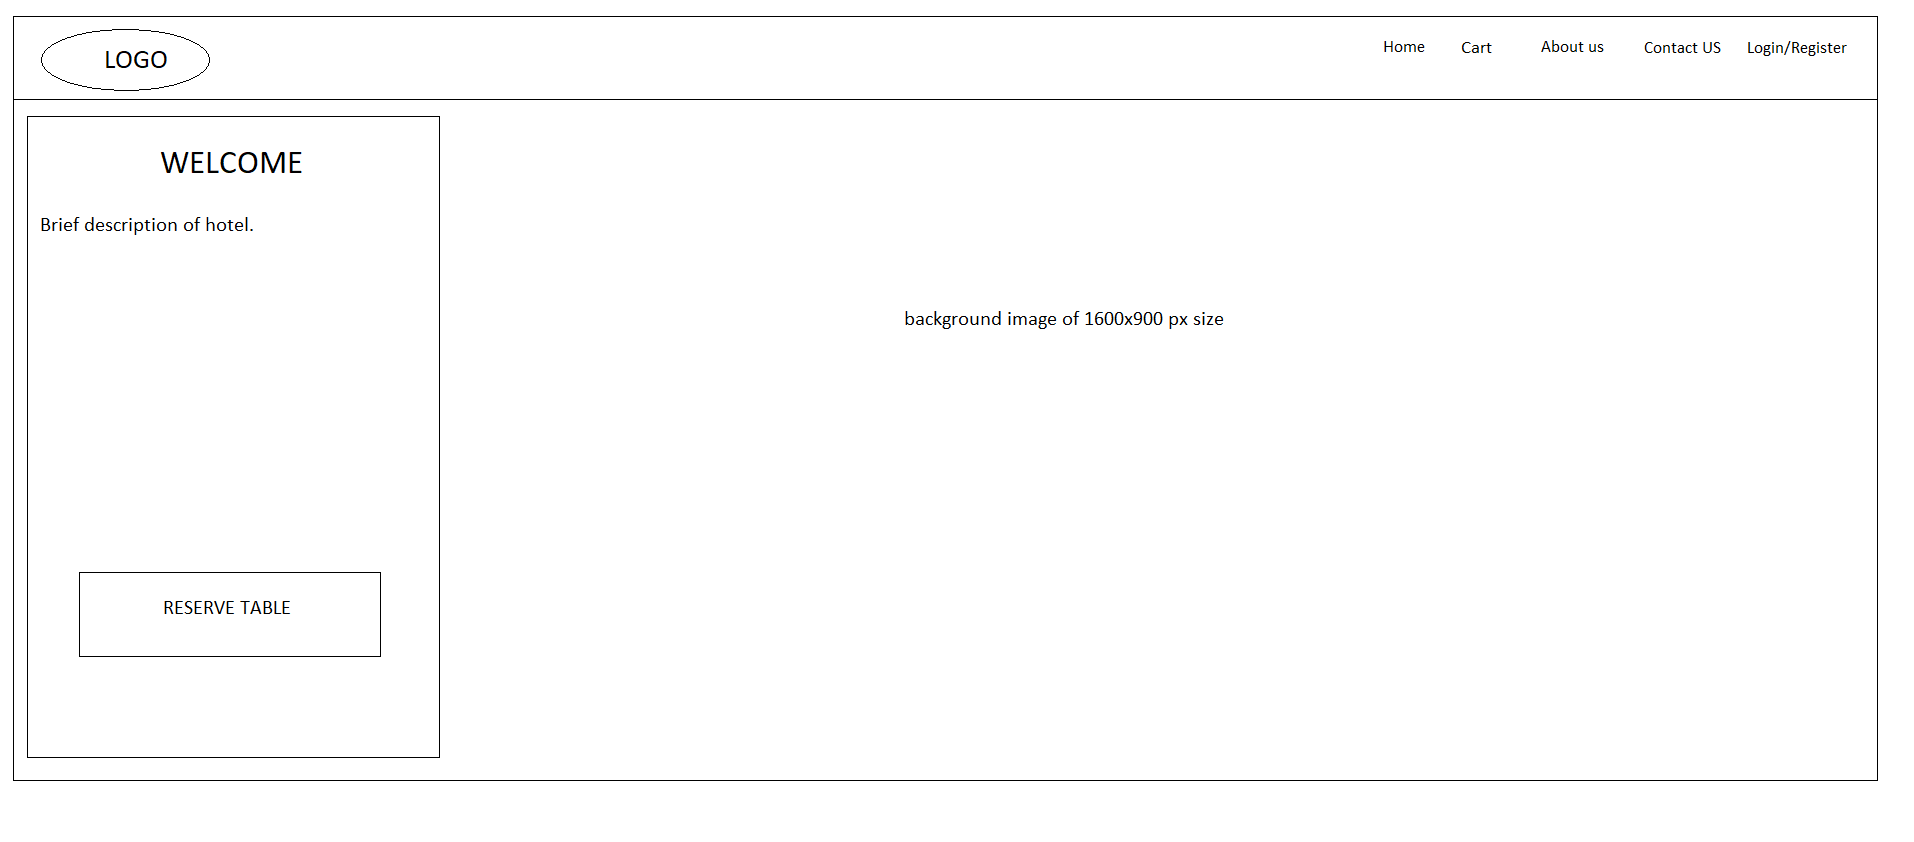 LOGO
Home Cart About us Contact US Login/Register
WELCOME
Brief description of hotel.
background image of 1600x900 px size
RESERVE TABLE